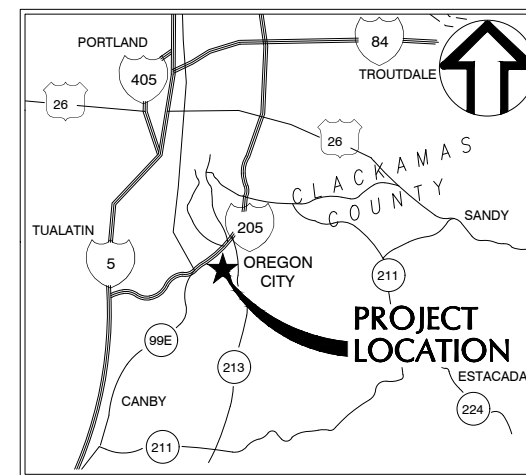 PORTLAND
84
405
TROUTDALE
26
26
CLACKAMAS
COUNTY
205
SANDY
TUALATIN
5
OREGON
CITY
211
PROJECT
LOCATION
99E
213
ESTACADA
CANBY
224
211